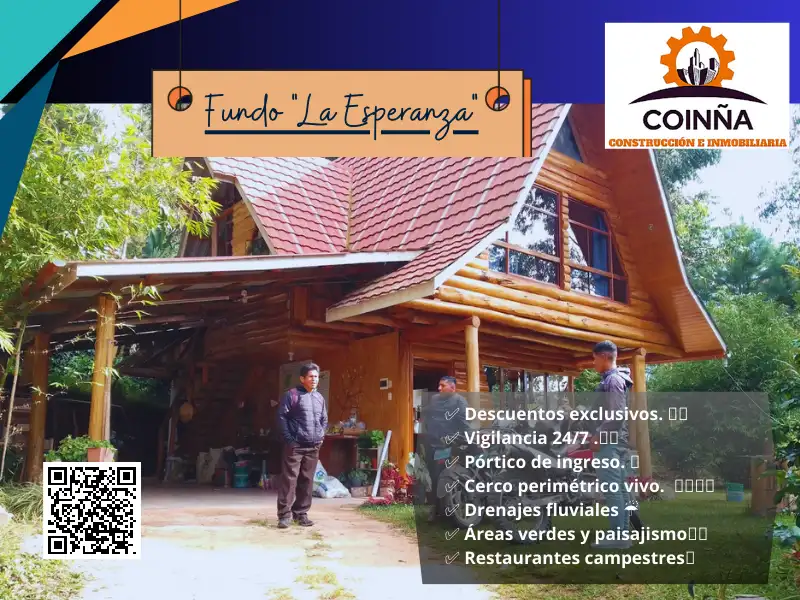 Fundo "La Esperanza"
COINÑA
CONSTRUCCIÓN E INMOBILIARIA
✅ Descuentos exclusivos. 
✅ Vigilancia 24/7 .
✅ Pórtico de ingreso. 
✅ Cerco perimétrico vivo. 
✅ Drenajes fluviales ☔
✅ Áreas verdes y paisajismo
✅ Restaurantes campestres